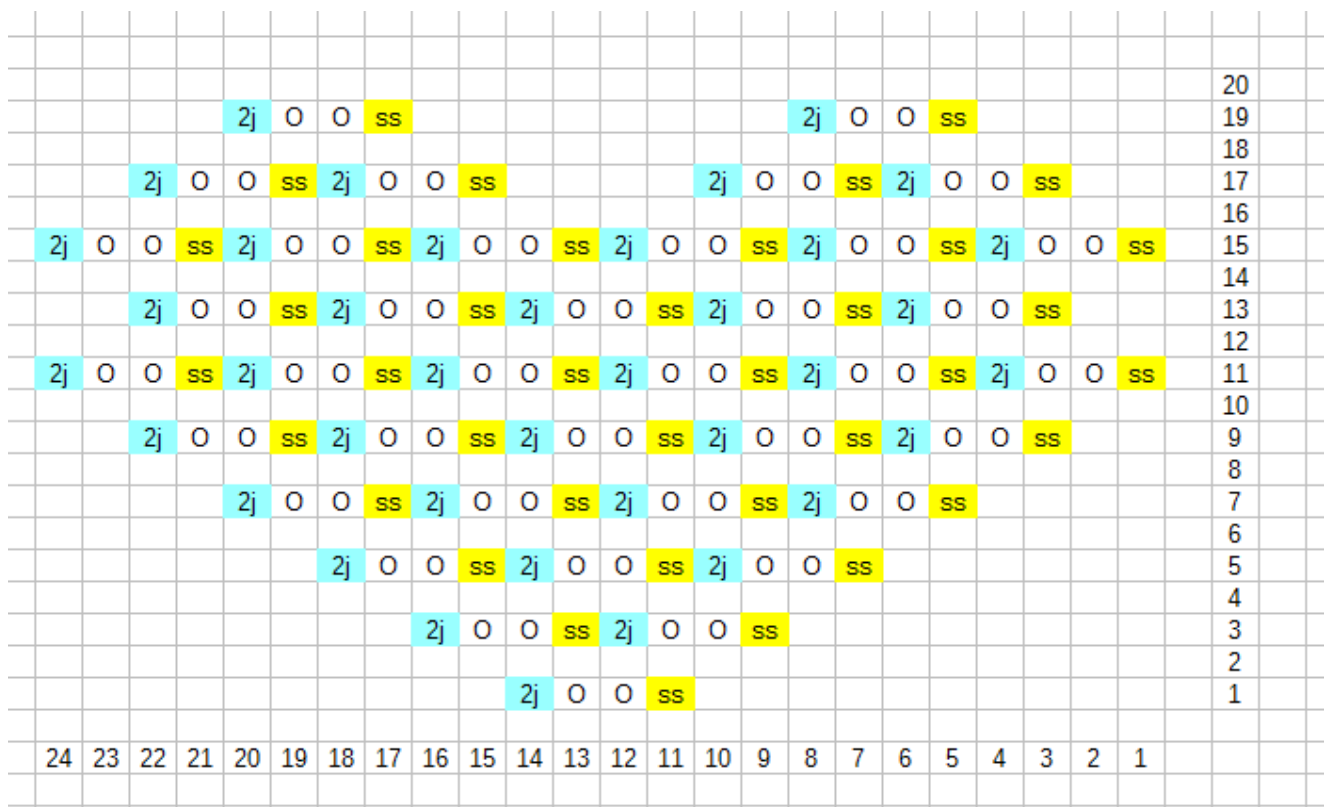 20
2j O O ss 2j O O ss 19
18
2j O O ss 2j O O ss 2j O O ss 2j O O ss 17
16
2j O O ss 2j O O ss 2j O O ss 2j O O ss 2j O O ss 2j O O ss 15
14
2j O O ss 2j O O ss 2j O O ss 2j O O ss 2j O O ss 13
12
2j O O ss 2j O O ss 2j O O ss 2j O O ss 2j O O ss 2j O O ss 11
10
2j O O ss 2j O O ss 2j O O ss 2j O O ss 2j O O ss 9
8
2j O O ss 2j O O ss 2j O O ss 2j O O ss 7
6
2j O O ss 2j O O ss 2j O O ss 5
4
2j O O ss 2j O O ss 3
2
2j O O ss 1
24 23 22 21 20 19 18 17 16 15 14 13 12 11 10 9 8 7 6 5 4 3 2 1